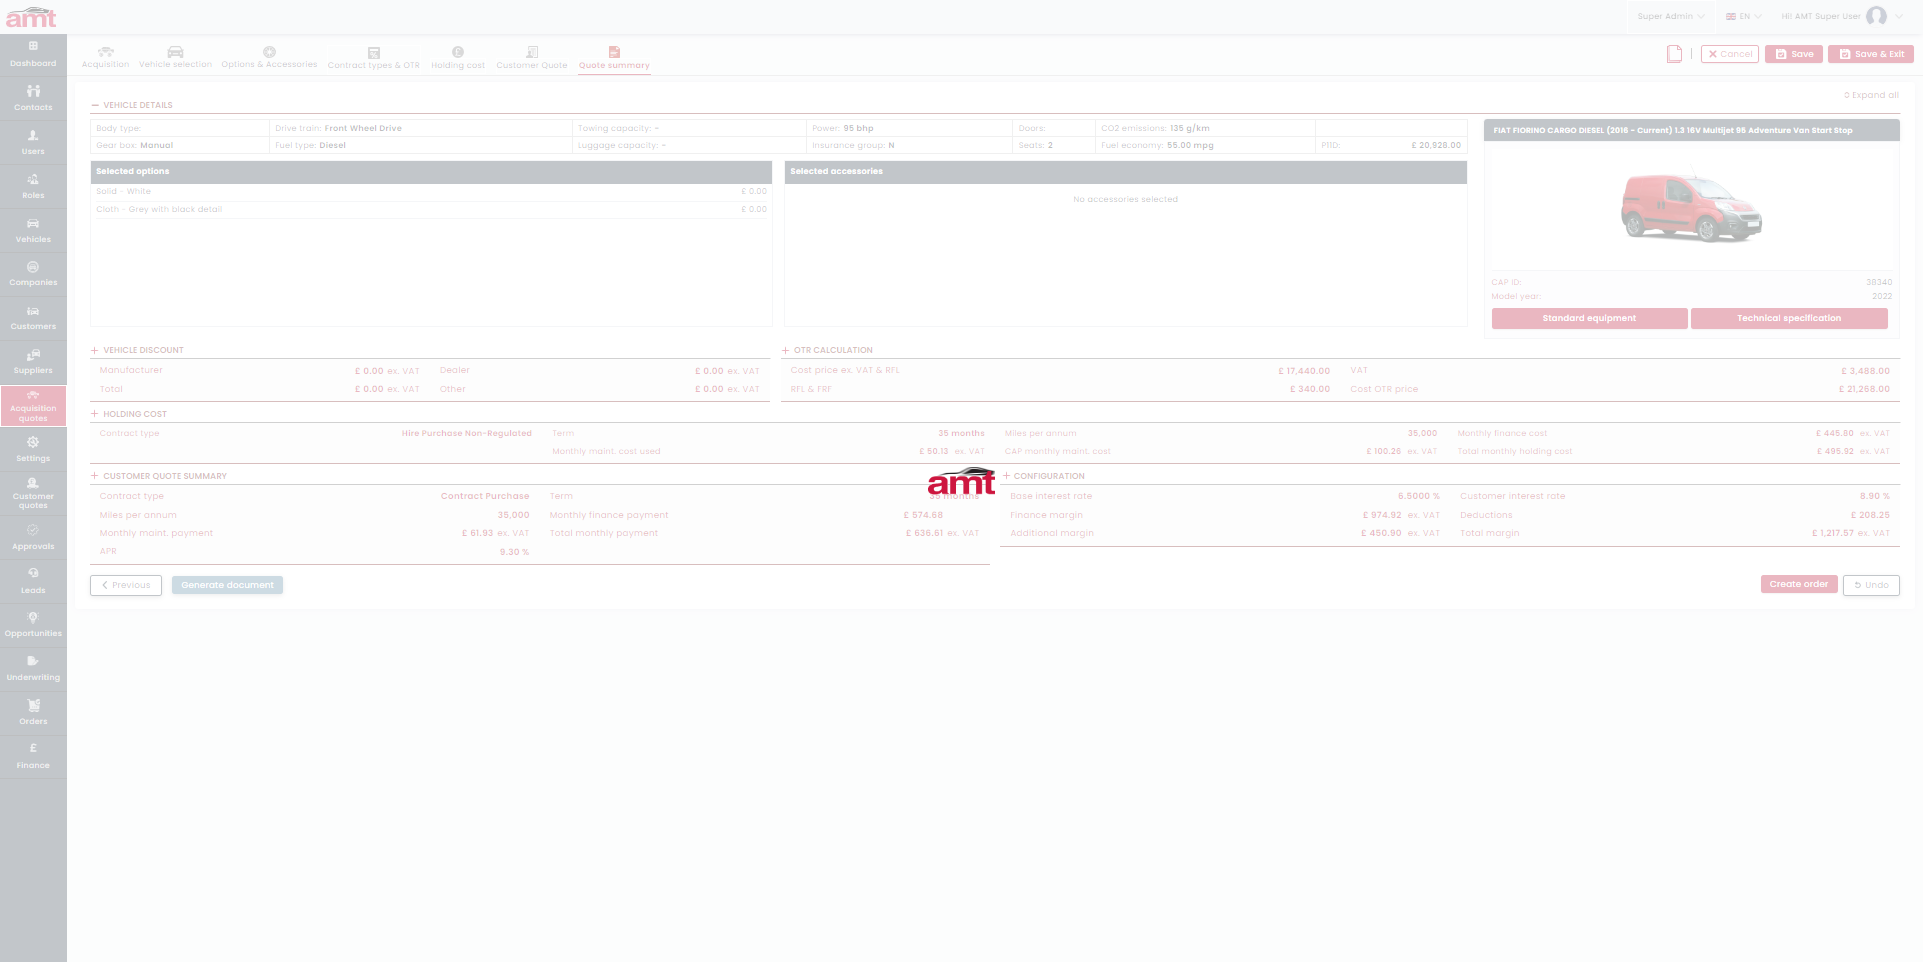 amt
Super Admin
EN
Hi! AMT Super User
Dashboard
Contacts
Users
Roles
Vehicles
Companies
Customers
Suppliers
Acquisition quotes
Settings
Customer quotes
Approvals
Leads
Opportunities
Underwriting
Orders
£
Finance
Acquisition
Vehicle selection
Options & Accessories
Contract types & OTR
Holding cost
Customer Quote
Quote summary
Cancel
Save
Save & Exit
Expand all
VEHICLE DETAILS
Body type: Drive train: Front Wheel Drive Towing capacity: - Power: 95 bhp Doors: CO2 emissions: 135 g/km
Gear box: Manual Fuel type: Diesel Luggage capacity: - Insurance group: N Seats: 2 Fuel economy: 55.00 mpg P11D: £ 20,928.00
Selected options
Solid - White £ 0.00
Cloth - Grey with black detail £ 0.00
Selected accessories
No accessories selected
FIAT FIORINO CARGO DIESEL (2016 - Current) 1.3 16V Multijet 95 Adventure Van Start Stop
CAP ID: 38340
Model year: 2022
Standard equipment
Technical specification
VEHICLE DISCOUNT
Manufacturer £ 0.00 ex. VAT Dealer £ 0.00 ex. VAT
Total £ 0.00 ex. VAT Other £ 0.00 ex. VAT
OTR CALCULATION
Cost price ex. VAT & RFL £ 17,440.00 VAT £ 3,488.00
RFL & FRF £ 340.00 Cost OTR price £ 21,268.00
HOLDING COST
Contract type Hire Purchase Non-Regulated Term 35 months Miles per annum 35,000 Monthly finance cost £ 445.80 ex. VAT
Monthly maint. cost used £ 50.13 ex. VAT CAP monthly maint. cost £ 100.26 ex. VAT Total monthly holding cost £ 495.92 ex. VAT
CUSTOMER QUOTE SUMMARY
Contract type Contract Purchase Term 35 months
Miles per annum 35,000 Monthly finance payment £ 574.68
Monthly maint. payment £ 61.93 ex. VAT Total monthly payment £ 636.61 ex. VAT
APR 9.30 %
amt
CONFIGURATION
Base interest rate 6.5000 % Customer interest rate 8.90 %
Finance margin £ 974.92 ex. VAT Deductions £ 208.25
Additional margin £ 450.90 ex. VAT Total margin £ 1,217.57 ex. VAT
Previous
Generate document
Create order
Undo